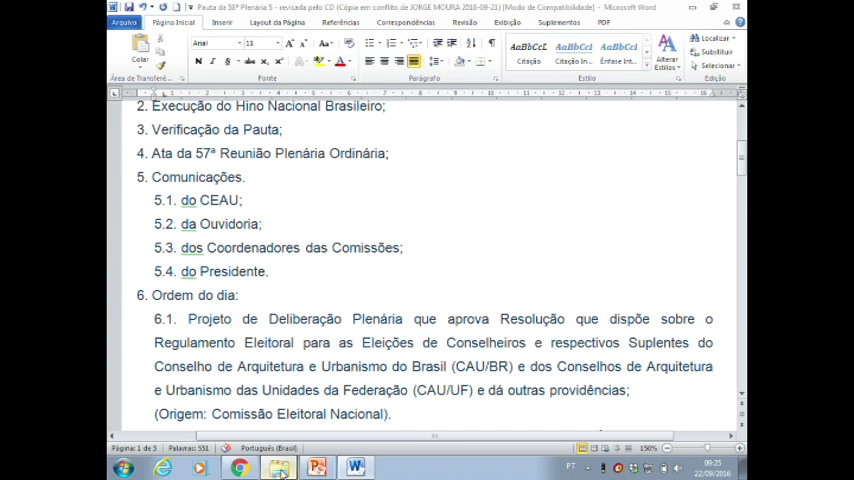 Pauta da 58ª Plenária 5 - revisada pelo CD (Cópia em conflito de JORGE MOURA 2016-09-21) [Modo de Compatibilidade] - Microsoft Word
Arquivo Página Inicial Inserir Layout da Página Referências Correspondências Revisão Exibição Suplementos PDF
Arial 11
Colar
N I S abc
AaBbCcDc AaBbCcDc AaBbCcDc
Citação Citação In... Ênfase Int...
Alterar Estilos
Localizar
Substituir
Selecionar
Área de Transferê... Fonte Parágrafo Estilo Edição
2. Execução do Hino Nacional Brasileiro;
3. Verificação da Pauta;
4. Ata da 57ª Reunião Plenária Ordinária;
5. Comunicações.
5.1. do CEAU;
5.2. da Ouvidoria;
5.3. dos Coordenadores das Comissões;
5.4. do Presidente.
6. Ordem do dia:
6.1. Projeto de Deliberação Plenária que aprova Resolução que dispõe sobre o
Regulamento Eleitoral para as Eleições de Conselheiros e respectivos Suplentes do
Conselho de Arquitetura e Urbanismo do Brasil (CAU/BR) e dos Conselhos de Arquitetura
e Urbanismo das Unidades da Federação (CAU/UF) e dá outras providências;
(Origem: Comissão Eleitoral Nacional).
Página: 1 de 3 Palavras: 551 Português (Brasil) 150%
PT 09:25
22/09/2016